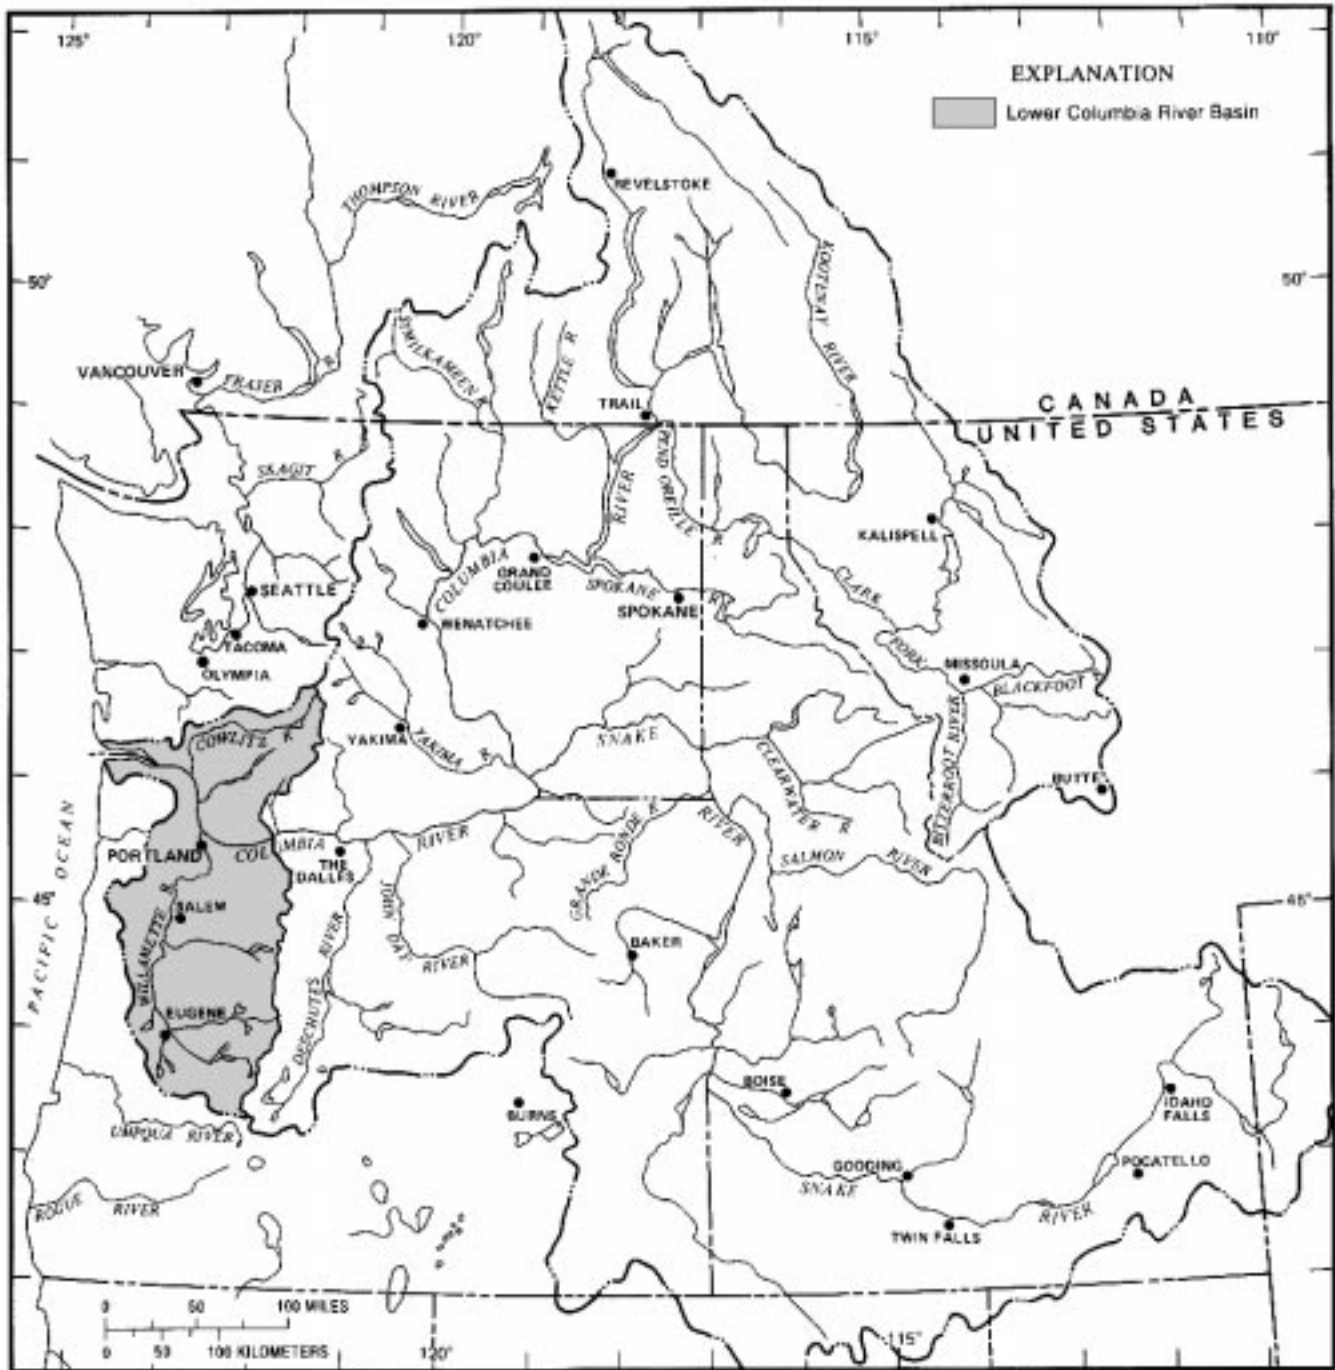 125°
120°
115°
110°
EXPLANATION
Lower Columbia River Basin
REVELSTOKE
THOMPSON RIVER
KOOTENAY RIVER
50°
50°
SIMILKAMEEN R
KETTLE R
VANCOUVER
FRASER R
TRAIL
CANADA
UNITED STATES
SKAGIT R
RIVER
PEND OREILLE R
KALISPELL
COLUMBIA
GRAND
COULEE
SPOKANE R
SPOKANE
CLARK
FORK
SEATTLE
WENATCHEE
TACOMA
OLYMPIA
MISSOULA
BLACKFOOT
COWLITZ R
YAKIMA
YAKIMA R
SNAKE
CLEARWATER R
BITTERROOT RIVER
BUTTE
PACIFIC OCEAN
PORTLAND
COLUMBIA
RIVER
THE
DALLES
GRANDE RONDE R
RIVER
SALMON RIVER
45°
45°
SALEM
WILLAMETTE R
JOHN DAY RIVER
BAKER
DESCHUTES RIVER
EUGENE
BOISE
BURNS
IDAHO
FALLS
UMPQUA RIVER
GOODING
POCATELLO
SNAKE
RIVER
ROGUE RIVER
TWIN FALLS
0 50 100 MILES
0 50 100 KILOMETERS
120°
115°